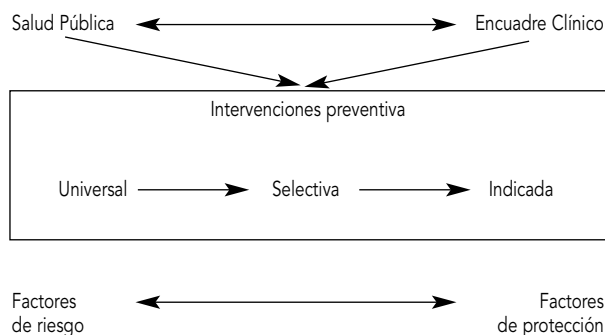 Salud Pública
Encuadre Clínico
Intervenciones preventiva
Universal
Selectiva
Indicada
Factores
de riesgo
Factores
de protección